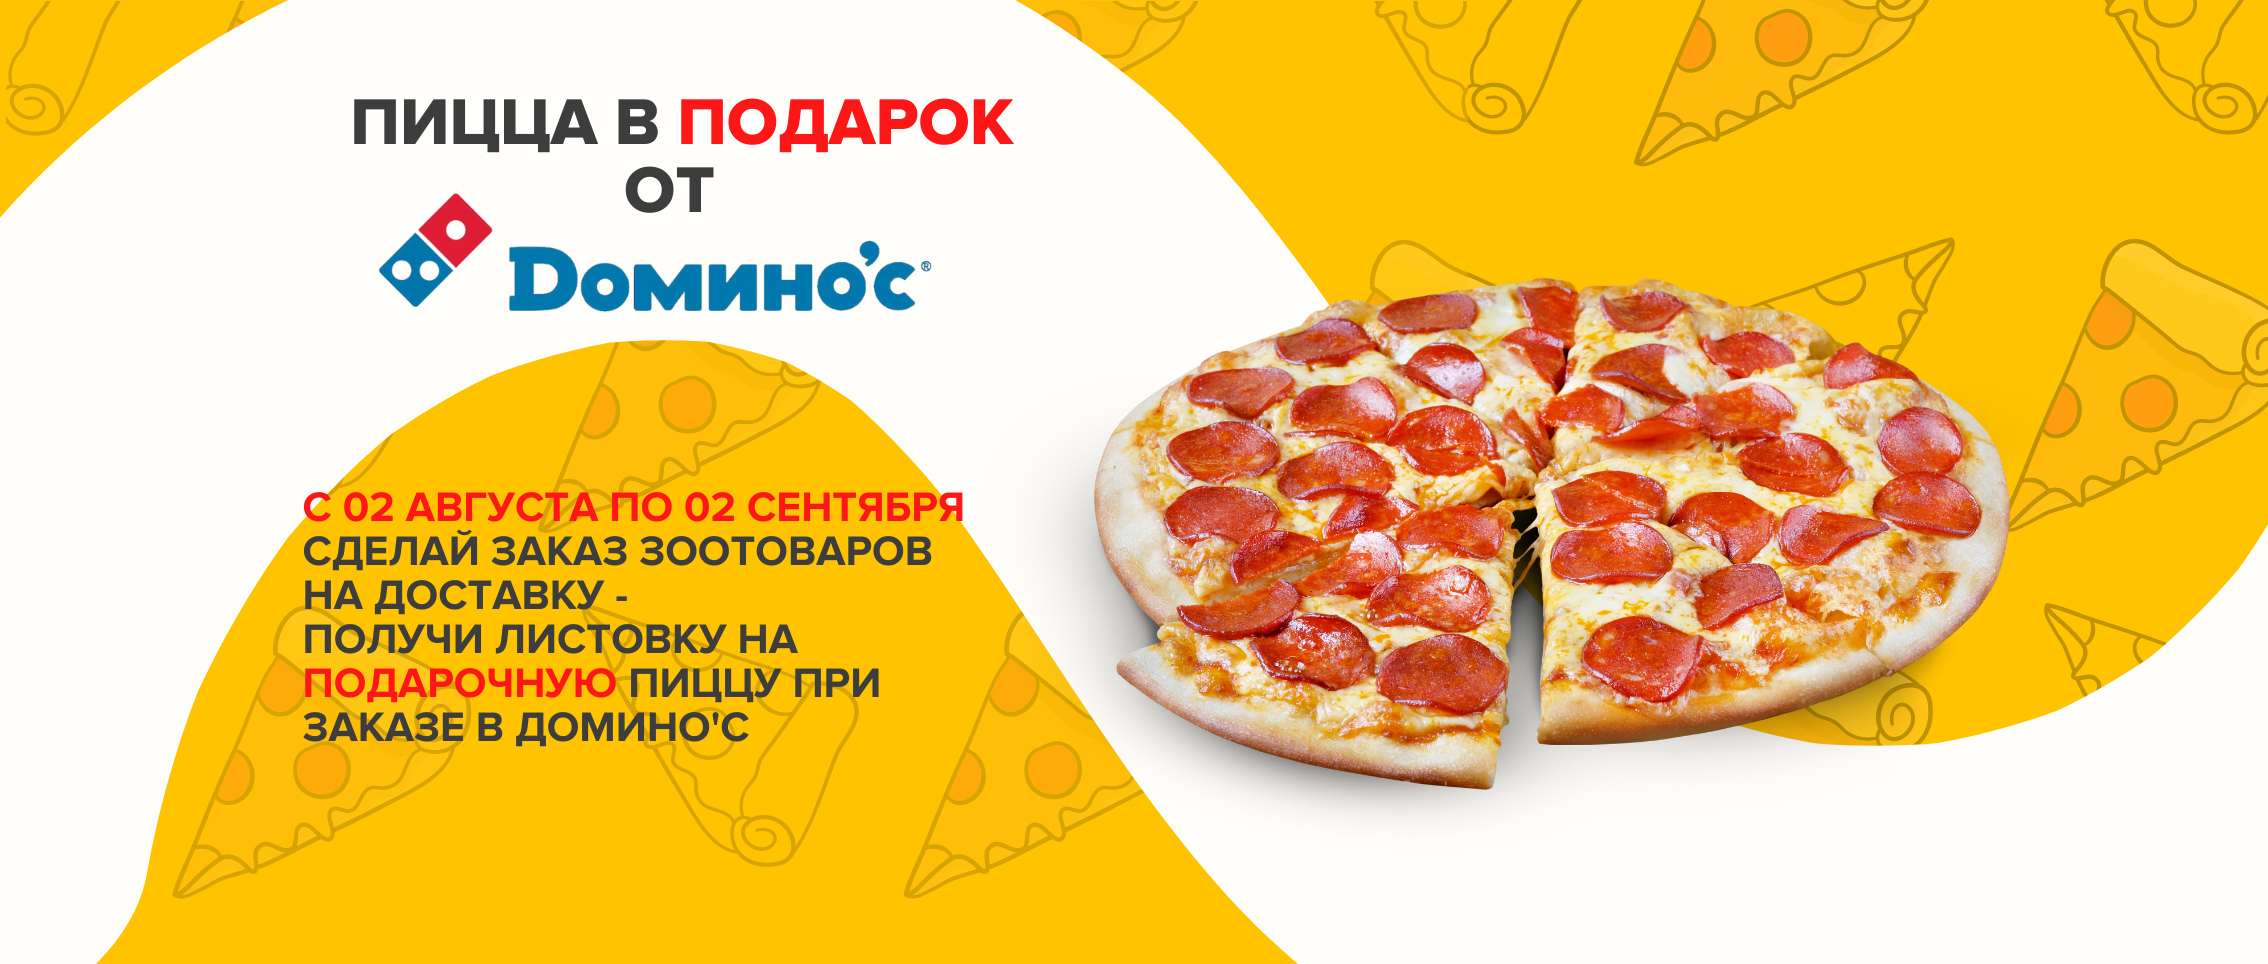 ПИЦЦА В ПОДАРОК
ОТ
Домино'с®
С 02 АВГУСТА ПО 02 СЕНТЯБРЯ
СДЕЛАЙ ЗАКАЗ ЗООТОВАРОВ
НА ДОСТАВКУ -
ПОЛУЧИ ЛИСТОВКУ НА
ПОДАРОЧНУЮ ПИЦЦУ ПРИ
ЗАКАЗЕ В ДОМИНО'С